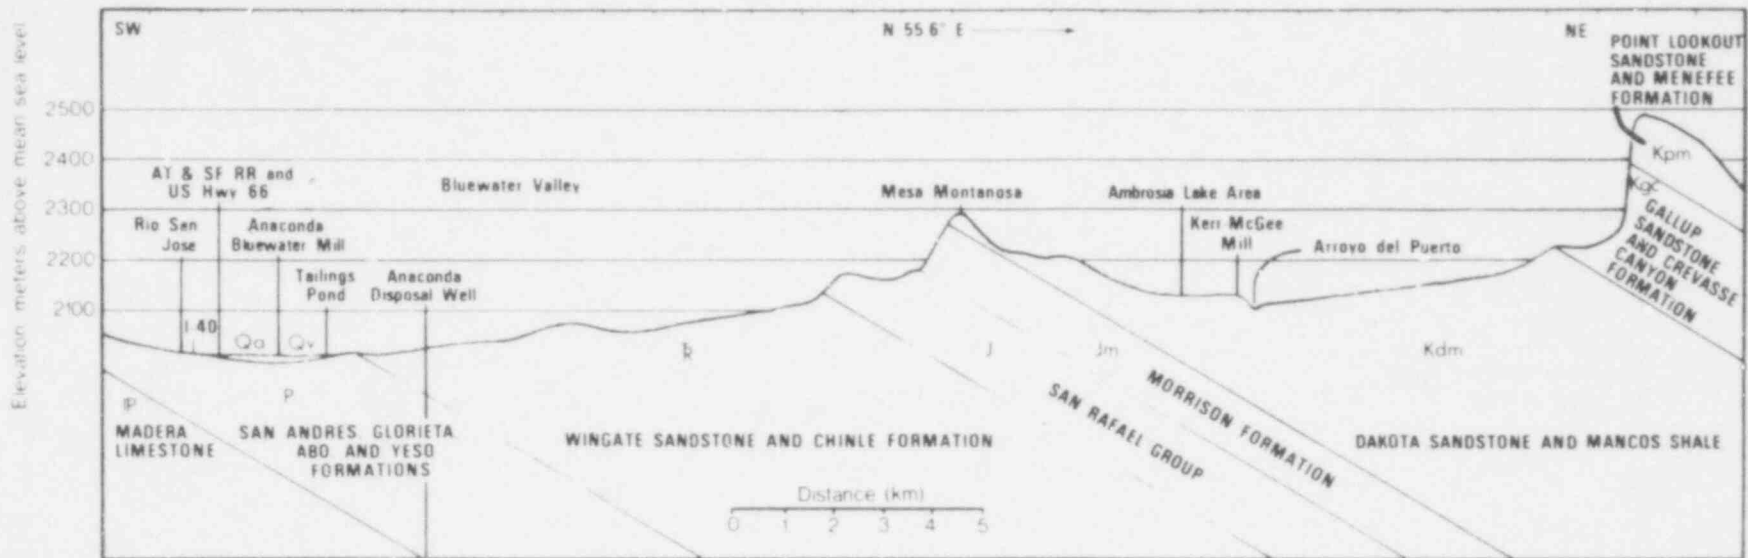 SW
N 55.6° E
NE
POINT LOOKOUT
SANDSTONE
AND MENEFEE
FORMATION
Elevation meters above mean sea level
2500
2400
2300
2200
2100
AT & SF RR and
US Hwy 66
Rio San
Jose
Anaconda
Bluewater Mill
Tailings
Pond
Anaconda
Disposal Well
Bluewater Valley
Mesa Montanosa
Ambrosia Lake Area
Kerr McGee
Mill
Arroyo del Puerto
Kpm
Kgc
GALLUP
SANDSTONE
AND CREVASSE
CANYON
FORMATION
I 40
Qa
Qv
J
Jm
Kdm
IP
P
MADERA
LIMESTONE
SAN ANDRES, GLORIETA
ABO AND YESO
FORMATIONS
WINGATE SANDSTONE AND CHINLE FORMATION
SAN RAFAEL GROUP
MORRISON FORMATION
DAKOTA SANDSTONE AND MANCOS SHALE
Distance (km)
0 1 2 3 4 5